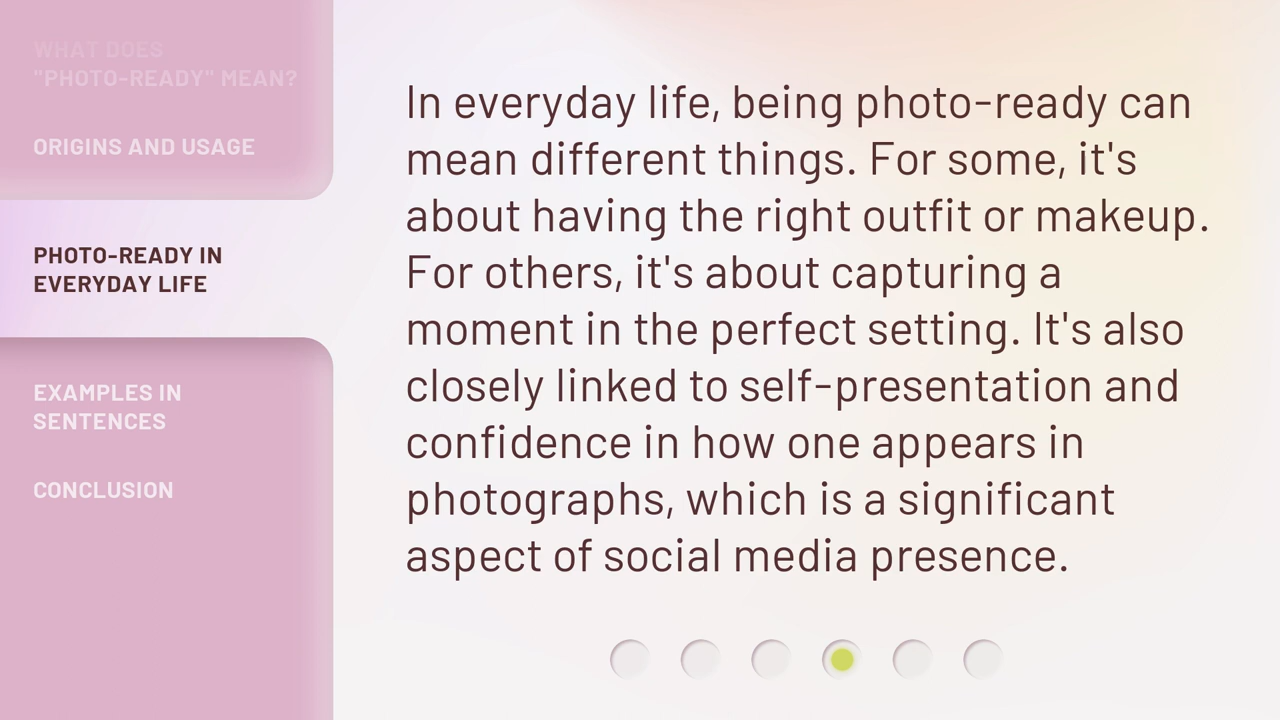 WHAT DOES
"PHOTO-READY" MEAN?
ORIGINS AND USAGE
PHOTO-READY IN
EVERYDAY LIFE
EXAMPLES IN
SENTENCES
CONCLUSION
In everyday life, being photo-ready can
mean different things. For some, it's
about having the right outfit or makeup.
For others, it's about capturing a
moment in the perfect setting. It's also
closely linked to self-presentation and
confidence in how one appears in
photographs, which is a significant
aspect of social media presence.